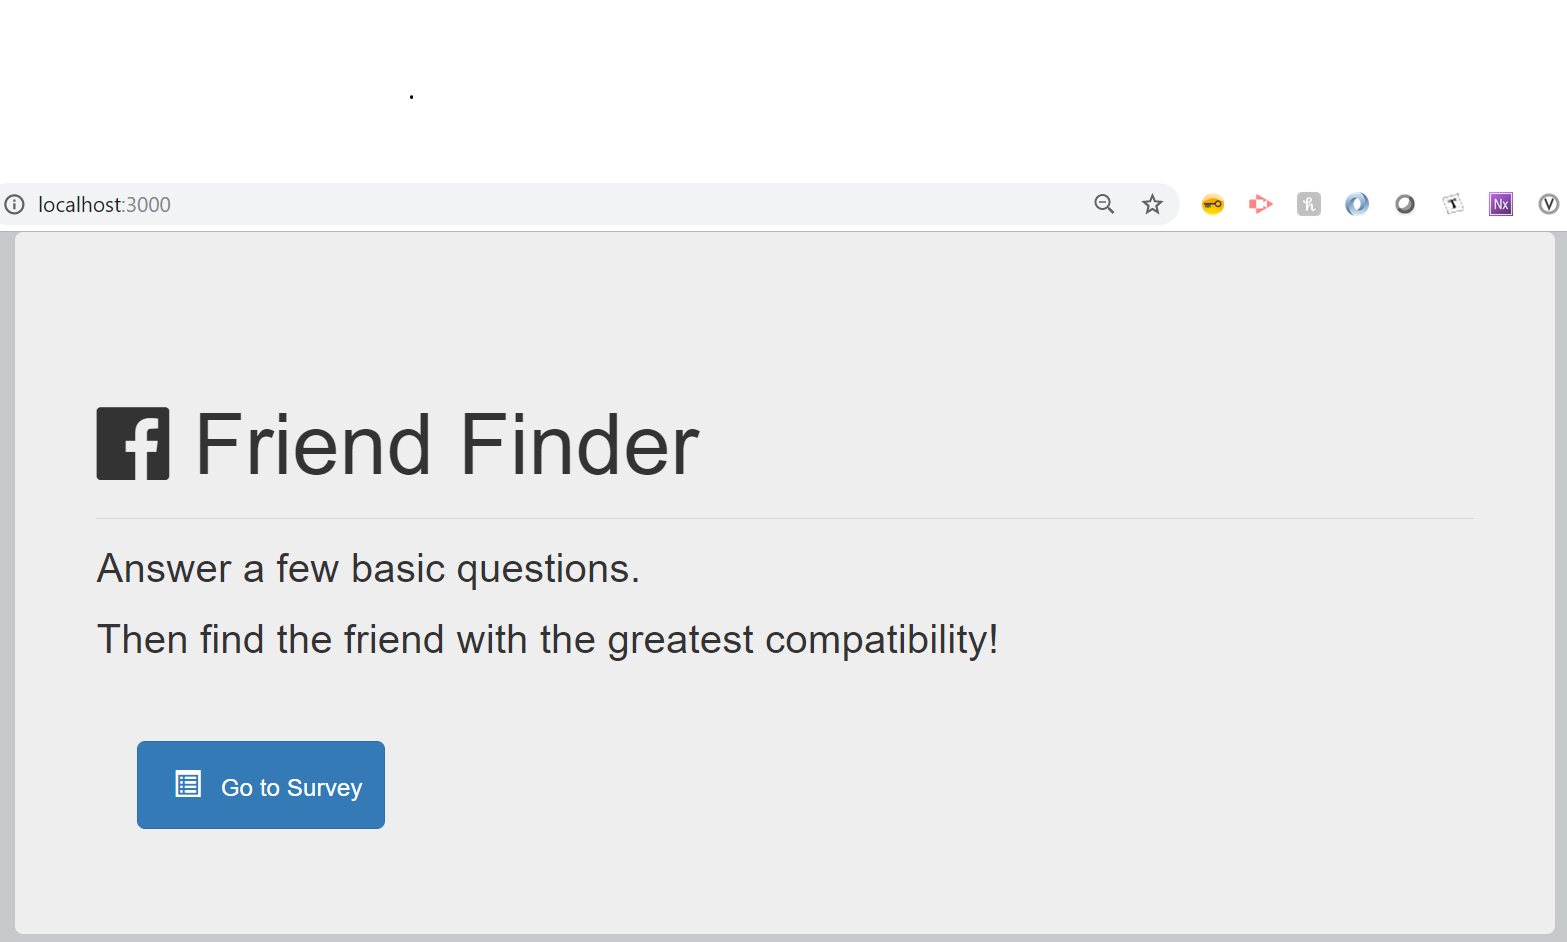 .
localhost:3000
h
T
Nx
V
f Friend Finder
Answer a few basic questions.
Then find the friend with the greatest compatibility!
Go to Survey